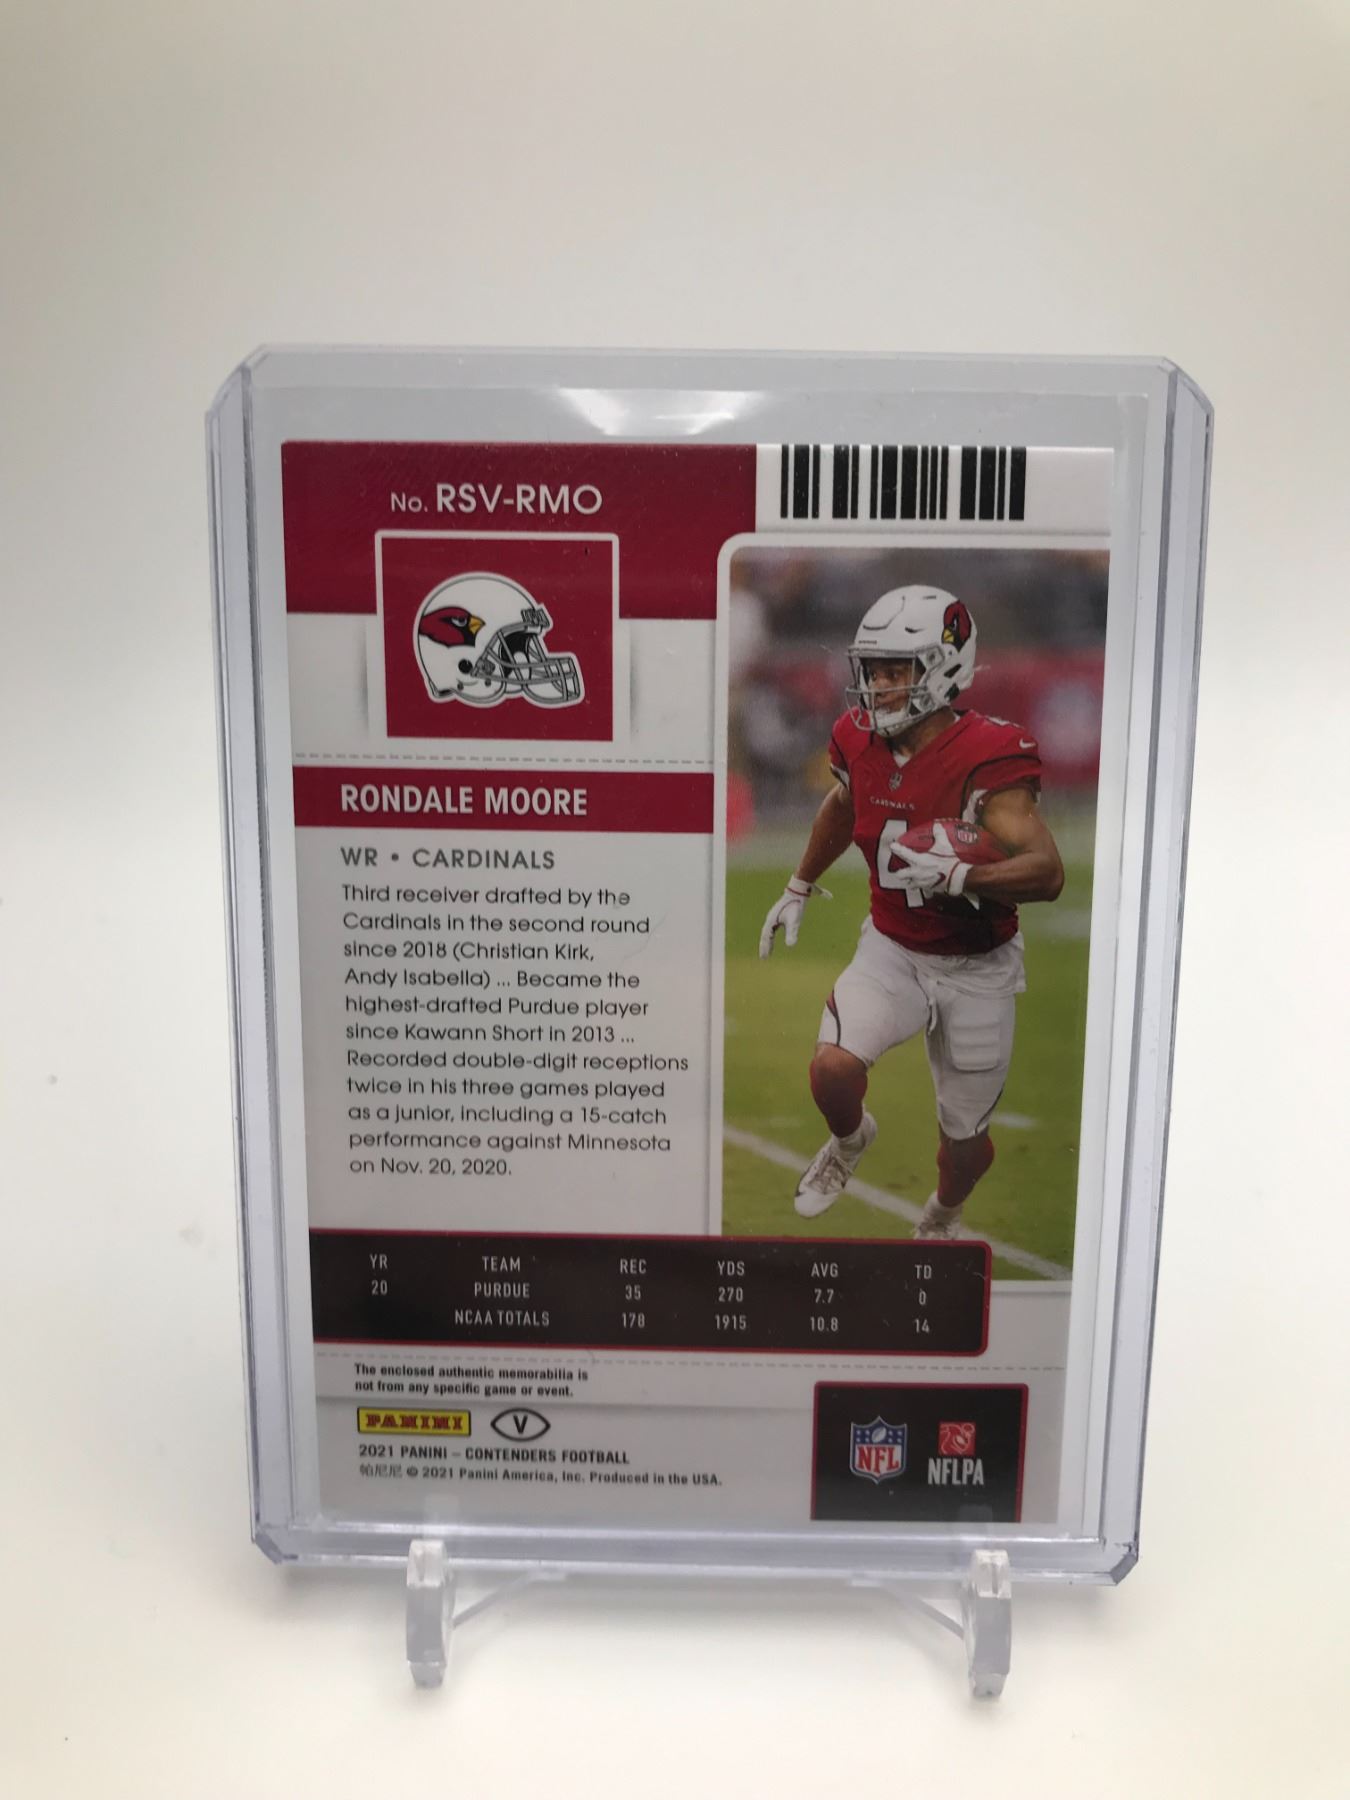 No. RSV-RMO
RONDALE MOORE
WR • CARDINALS
Third receiver drafted by the
Cardinals in the second round
since 2018 (Christian Kirk,
Andy Isabella) ... Became the
highest-drafted Purdue player
since Kawann Short in 2013 ...
Recorded double-digit receptions
twice in his three games played
as a junior, including a 15-catch
performance against Minnesota
on Nov. 20, 2020.
CARDINALS
4
YR TEAM REC YDS AVG TD
20 PURDUE 35 270 7.7 0
NCAA TOTALS 178 1915 10.8 14
The enclosed authentic memorabilia is
not from any specific game or event.
PANINI V
2021 PANINI – CONTENDERS FOOTBALL
帕尼尼 © 2021 Panini America, Inc. Produced in the USA.
NFL NFLPA